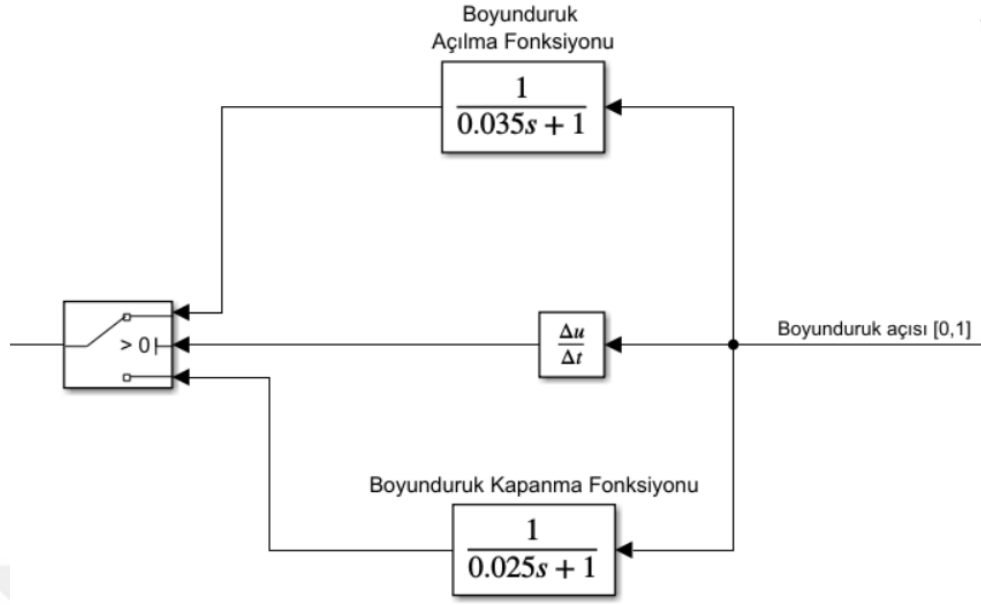 Boyunduruk
Açılma Fonksiyonu
1
0.035s + 1
> 0
Δu
Δt
Boyunduruk açısı [0,1]
Boyunduruk Kapanma Fonksiyonu
1
0.025s + 1